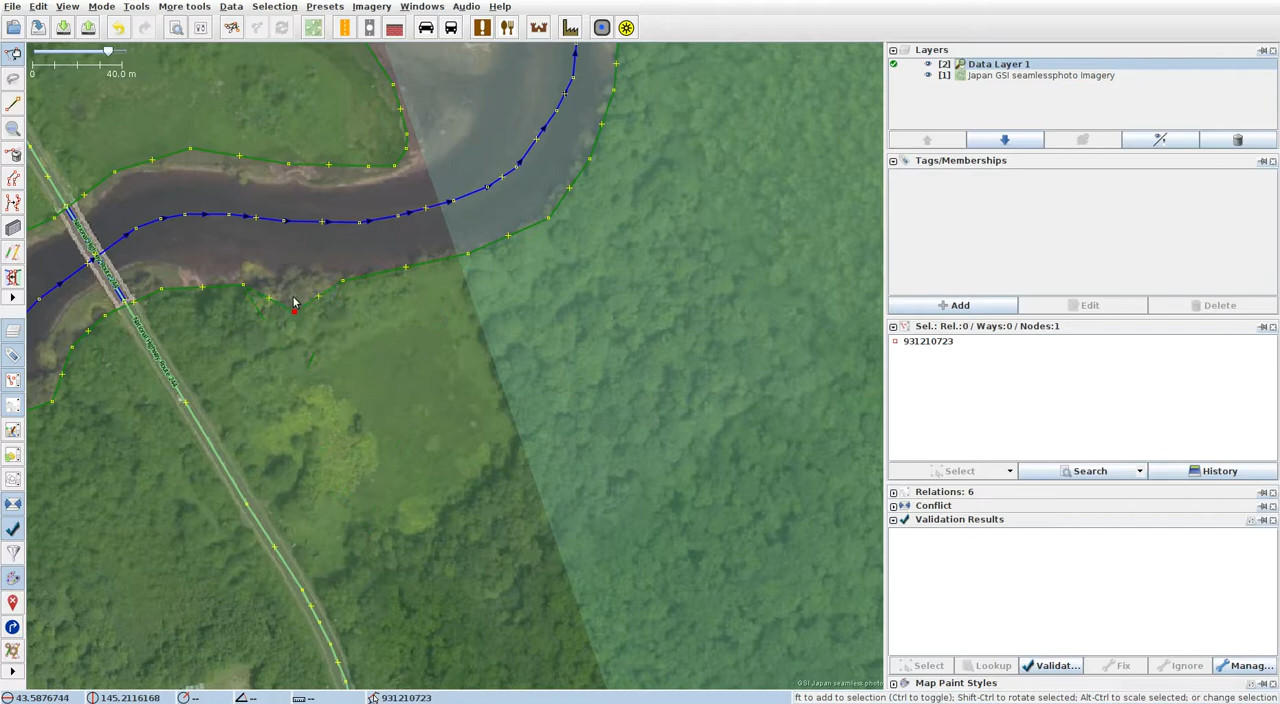 File Edit View Mode Tools More tools Data Selection Presets Imagery Windows Audio Help
0 40.0 m
Layers
[2] Data Layer 1
[1] Japan GSI seamlessphoto Imagery
Tags/Memberships
Add Edit Delete
Sel.: Rel.:0 / Ways:0 / Nodes:1
931210723
Select Search History
Relations: 6
Conflict
Validation Results
Select Lookup Validat... Fix Ignore Manag...
Map Paint Styles
GSI Japan seamless photo
43.5876744 145.2116168 -- -- -- 931210723 ft to add to selection (Ctrl to toggle); Shift-Ctrl to rotate selected; Alt-Ctrl to scale selected; or change selection